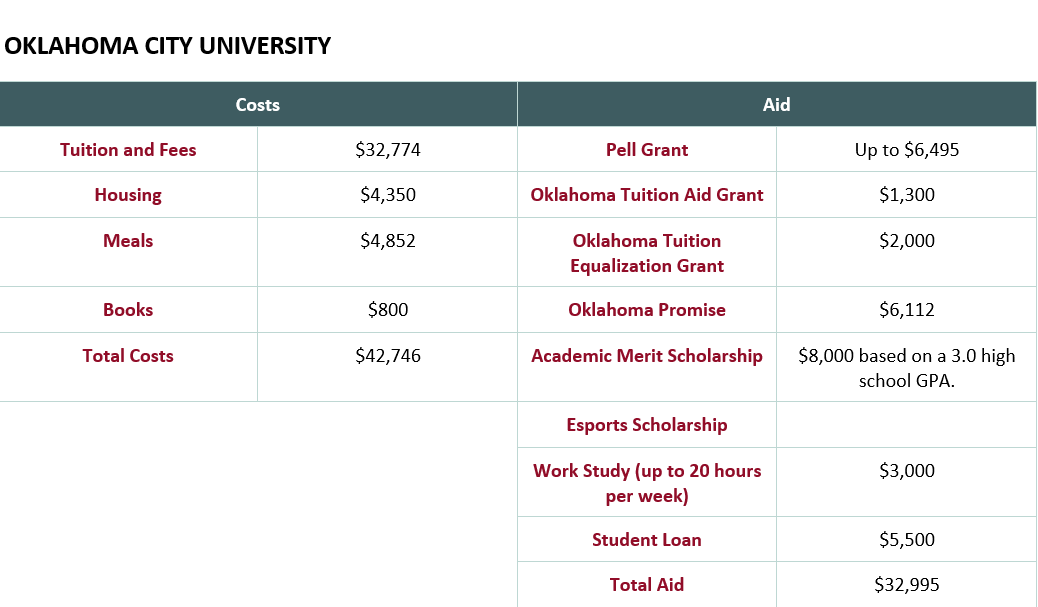 OKLAHOMA CITY UNIVERSITY
Costs Aid
Tuition and Fees $32,774 Pell Grant Up to $6,495
Housing $4,350 Oklahoma Tuition Aid Grant $1,300
Meals $4,852 Oklahoma Tuition $2,000
Equalization Grant
Books $800 Oklahoma Promise $6,112
Total Costs $42,746 Academic Merit Scholarship $8,000 based on a 3.0 high
school GPA.
Esports Scholarship
Work Study (up to 20 hours $3,000
per week)
Student Loan $5,500
Total Aid $32,995